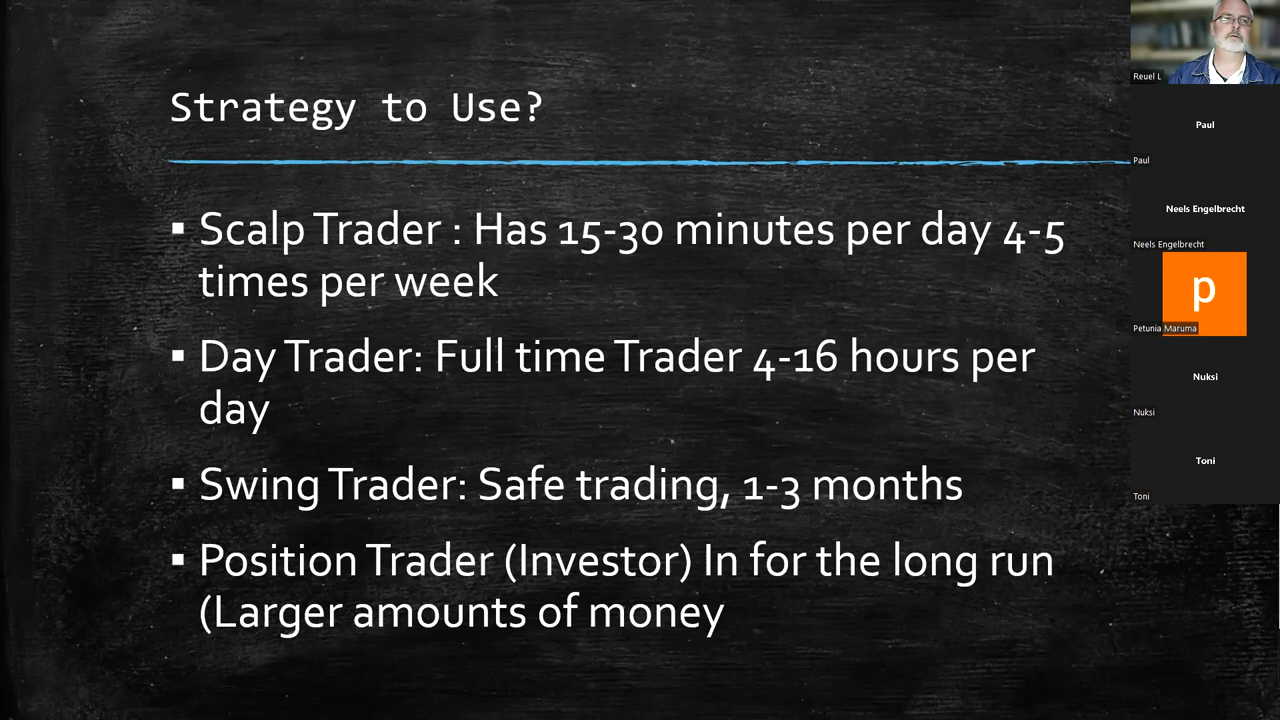 Strategy to Use?
▪ Scalp Trader : Has 15-30 minutes per day 4-5
times per week
▪ Day Trader: Full time Trader 4-16 hours per
day
▪ Swing Trader: Safe trading, 1-3 months
▪ Position Trader (Investor) In for the long run
(Larger amounts of money
Reuel L
Paul
Paul
Neels Engelbrecht
Neels Engelbrecht
p
Petunia Maruma
Nuksi
Nuksi
Toni
Toni